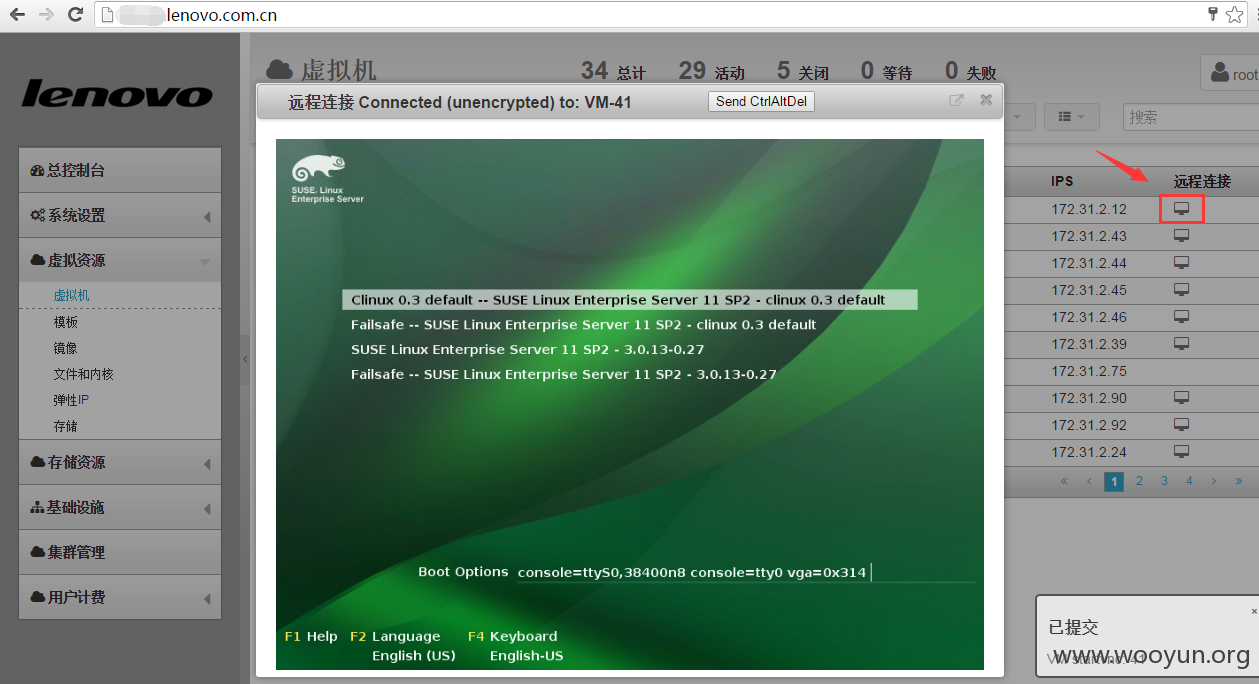 lenovo.com.cn
lenovo
虚拟机
34 总计 29 活动 5 关闭 0 等待 0 失败
root
远程连接 Connected (unencrypted) to: VM-41
Send CtrlAltDel
搜索
总控制台
系统设置
虚拟资源
虚拟机
模板
镜像
文件和内核
弹性IP
存储
存储资源
基础设施
集群管理
用户计费
SUSE. Linux
Enterprise Server
Clinux 0.3 default -- SUSE Linux Enterprise Server 11 SP2 - clinux 0.3 default
Failsafe -- SUSE Linux Enterprise Server 11 SP2 - clinux 0.3 default
SUSE Linux Enterprise Server 11 SP2 - 3.0.13-0.27
Failsafe -- SUSE Linux Enterprise Server 11 SP2 - 3.0.13-0.27
Boot Options console=ttyS0,38400n8 console=tty0 vga=0x314
F1 Help F2 Language F4 Keyboard
English (US) English-US
IPS 远程连接
172.31.2.12
172.31.2.43
172.31.2.44
172.31.2.45
172.31.2.46
172.31.2.39
172.31.2.75
172.31.2.90
172.31.2.92
172.31.2.24
« ‹ 1 2 3 4 › »
已提交
www.wooyun.org